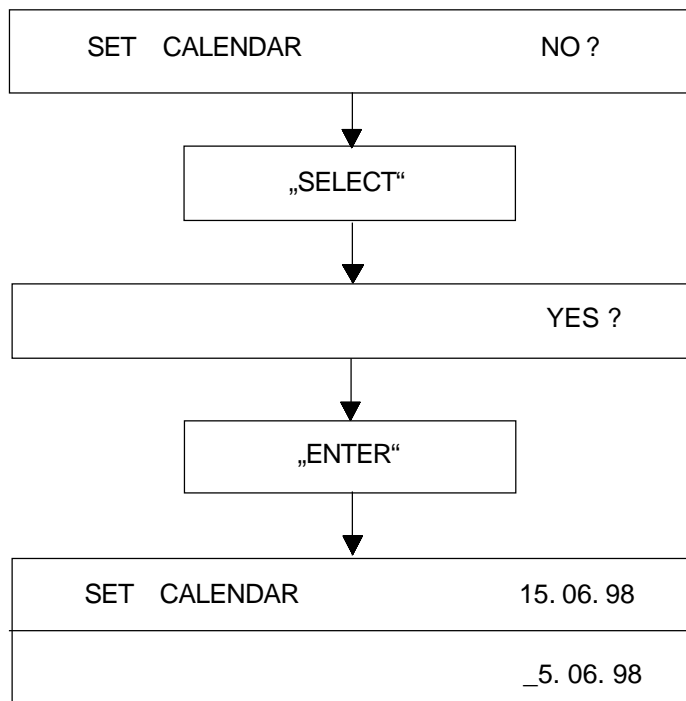 SET CALENDAR NO ?
„SELECT“
YES ?
„ENTER“
SET CALENDAR 15. 06. 98
_5. 06. 98